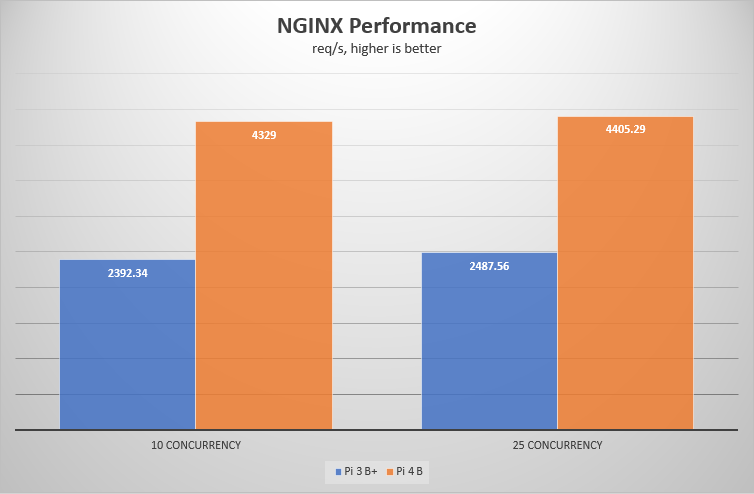 NGINX Performance
req/s, higher is better
4329
4405.29
2392.34
2487.56
10 CONCURRENCY
25 CONCURRENCY
Pi 3 B+
Pi 4 B